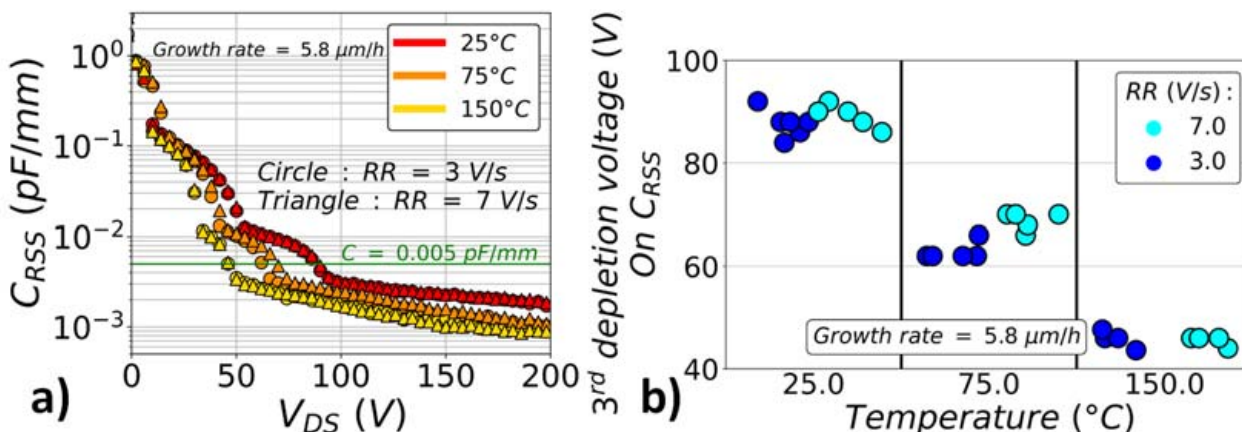 a)
C_RSS (pF/mm)
10^0
10^-1
10^-2
10^-3
Growth rate = 5.8 μm/h
25°C
75°C
150°C
Circle : RR = 3 V/s
Triangle : RR = 7 V/s
C = 0.005 pF/mm
0 50 100 150 200
V_DS (V)
b)
3^rd depletion voltage (V)
On C_RSS
100
80
60
40
RR (V/s) :
7.0
3.0
Growth rate = 5.8 μm/h
25.0 75.0 150.0
Temperature (°C)